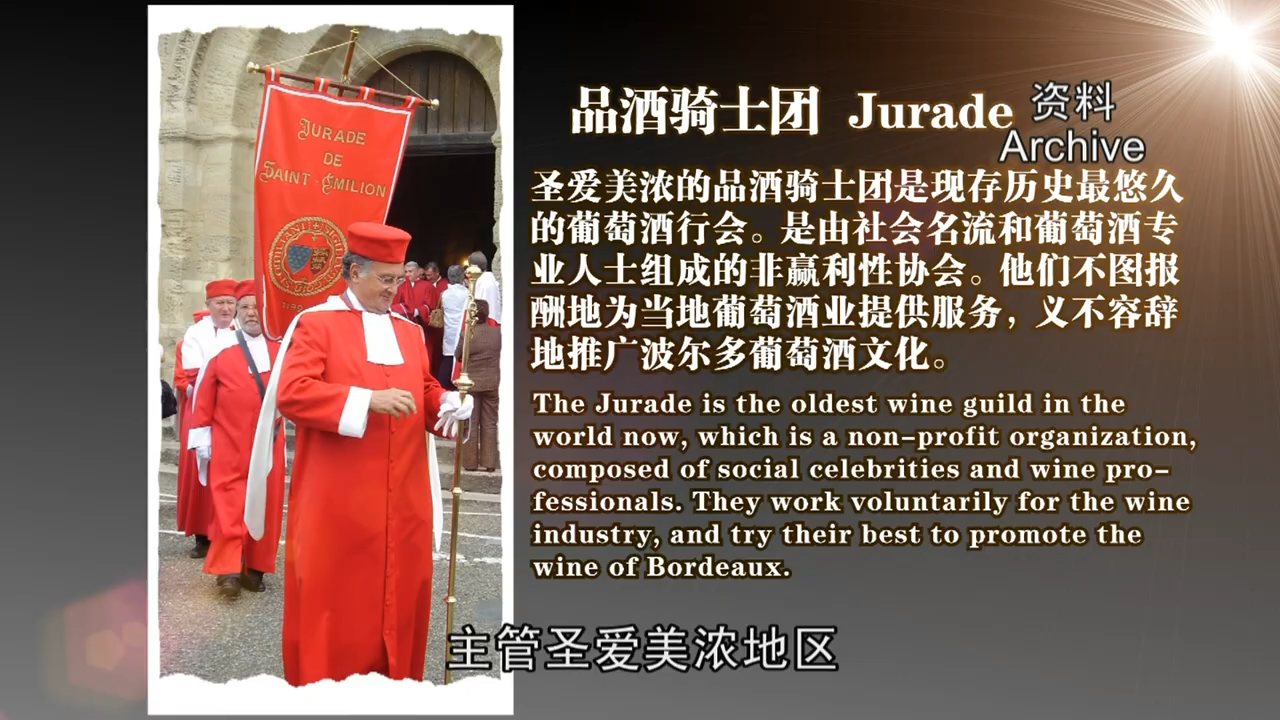 JURADE
DE
SAINT-ÉMILION
品酒骑士团 Jurade
资料
Archive
圣爱美浓的品酒骑士团是现存历史最悠久
的葡萄酒行会。是由社会名流和葡萄酒专
业人士组成的非赢利性协会。他们不图报
酬地为当地葡萄酒业提供服务，义不容辞
地推广波尔多葡萄酒文化。
The Jurade is the oldest wine guild in the
world now, which is a non-profit organization,
composed of social celebrities and wine pro-
fessionals. They work voluntarily for the wine
industry, and try their best to promote the
wine of Bordeaux.
主管圣爱美浓地区